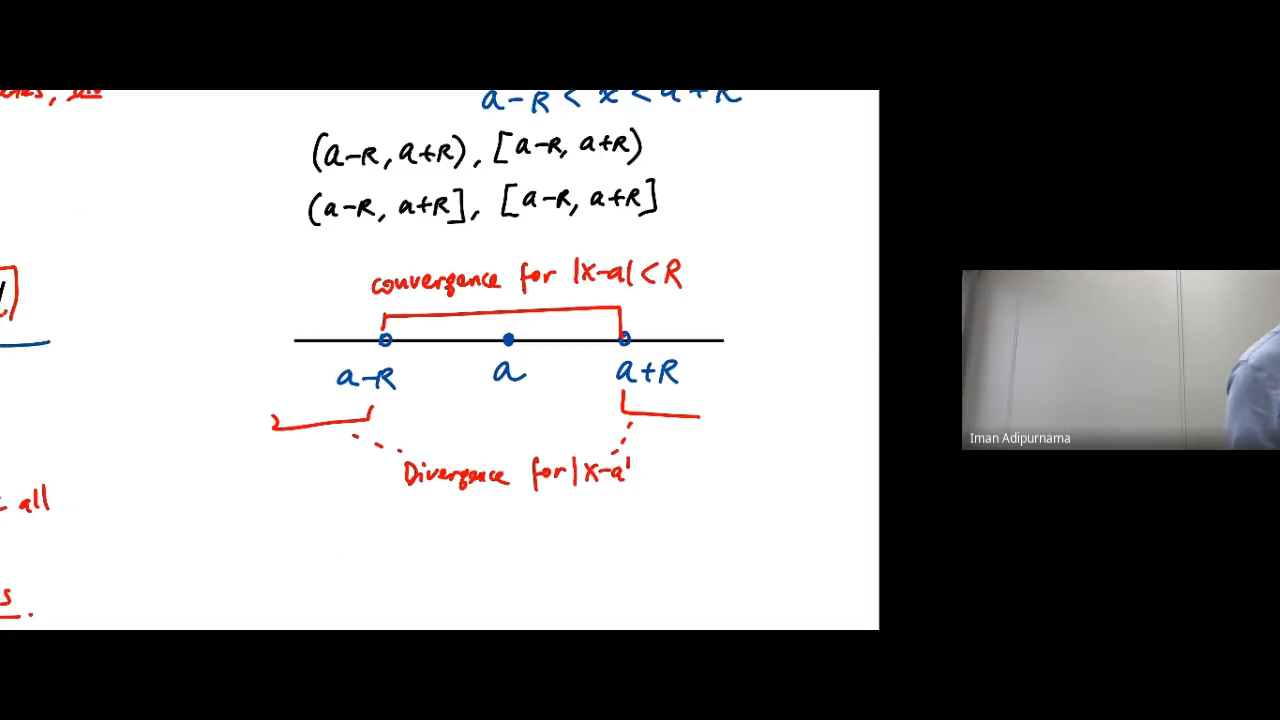 a-R < x < a+R
(a-R, a+R), [a-R, a+R)
(a-R, a+R], [a-R, a+R]
convergence for |x-a| < R
a-R a a+R
Divergence for |x-a'
all
s.
Iman Adipurnama